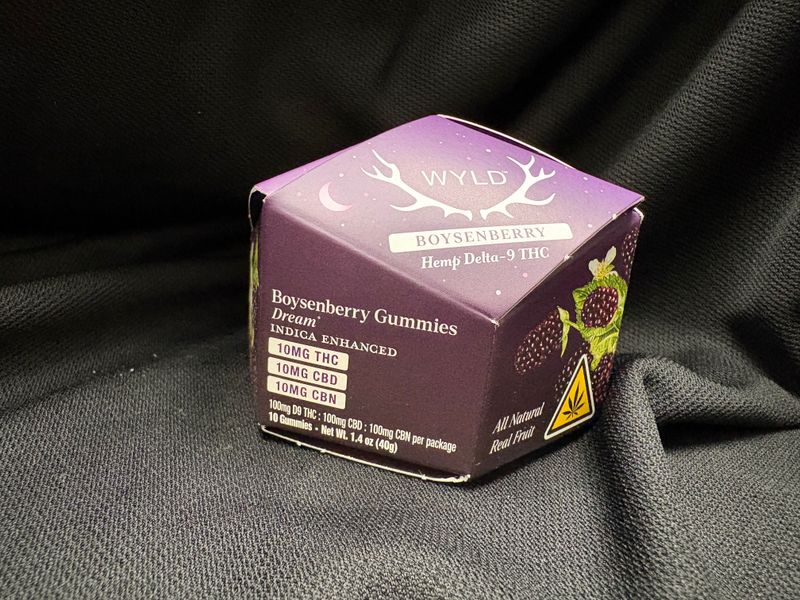 WYLD
BOYSENBERRY
Hemp Delta-9 THC
Boysenberry Gummies
Dream*
INDICA ENHANCED
10MG THC
10MG CBD
10MG CBN
100mg D9 THC : 100mg CBD : 100mg CBN per package
10 Gummies • Net Wt. 1.4 oz (40g)
All Natural
Real Fruit